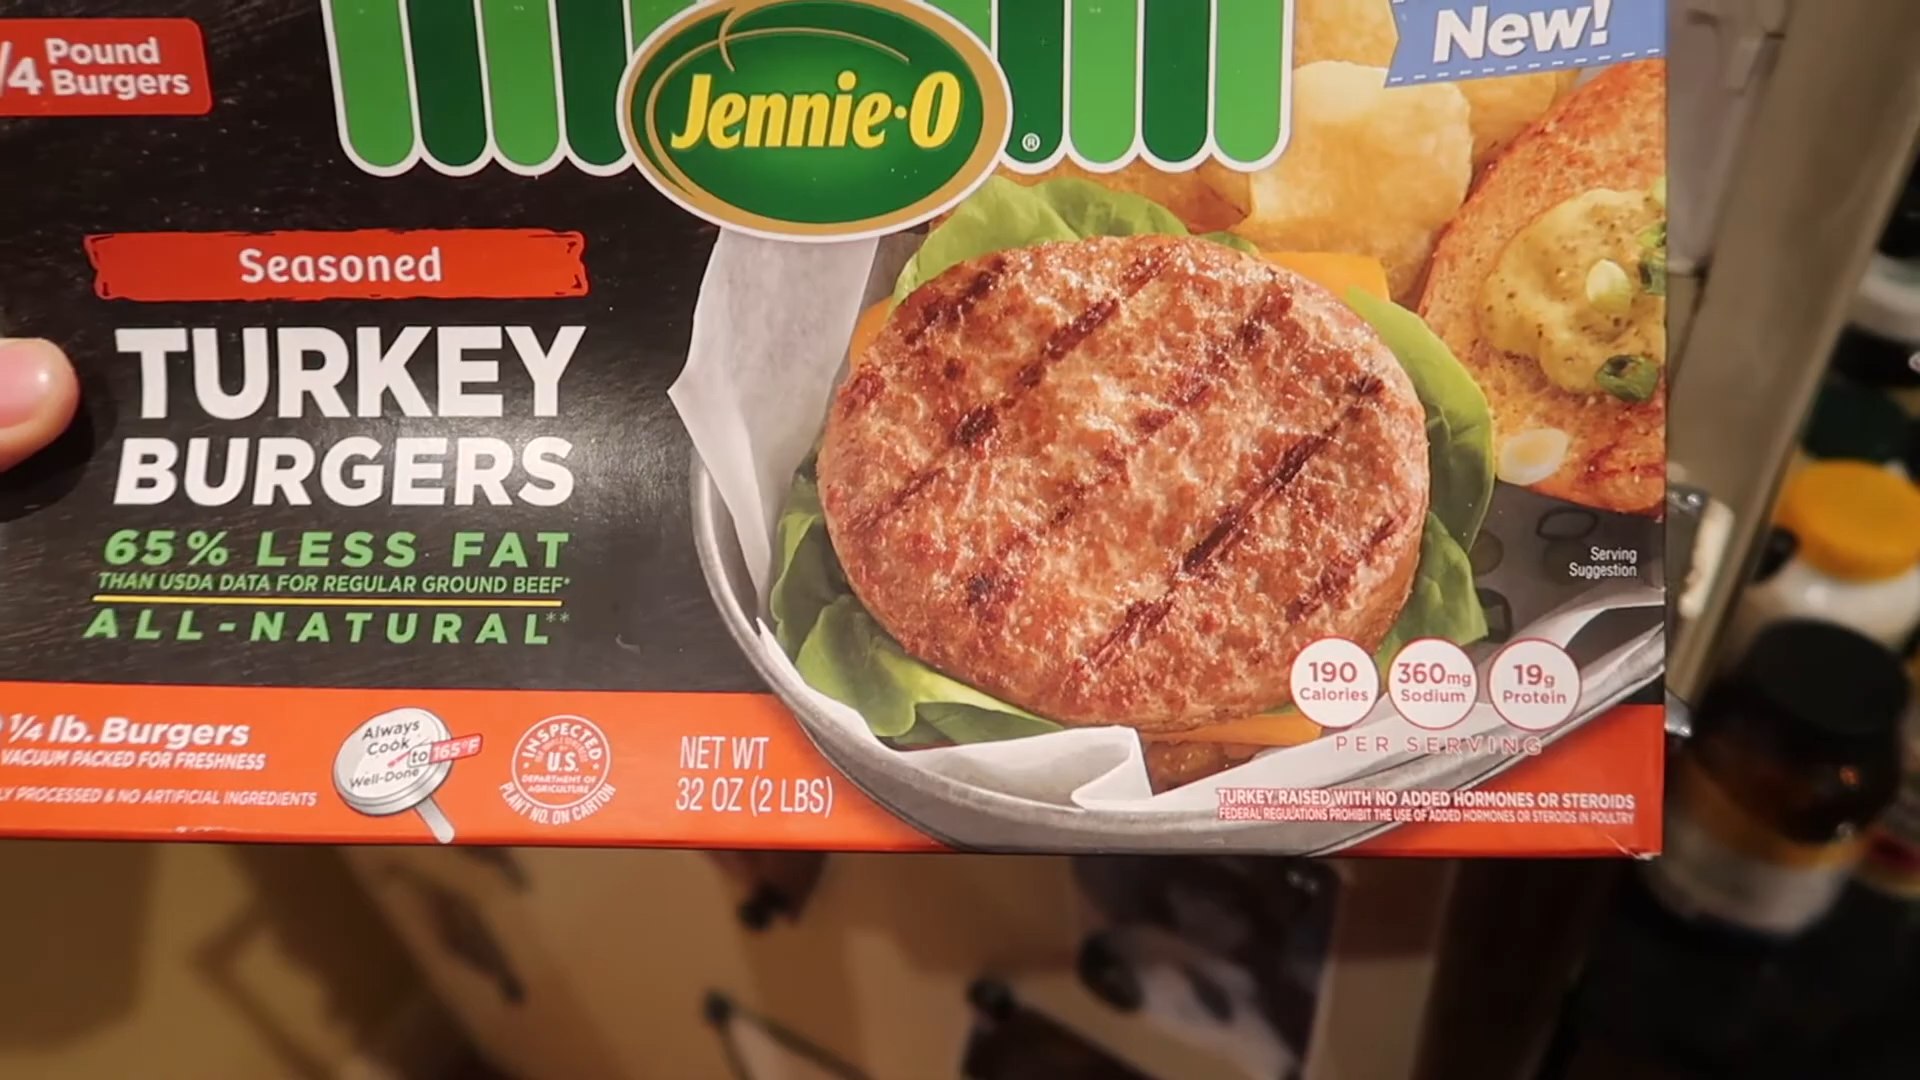 /4 Pound
Burgers
Jennie-O
®
New!
Seasoned
TURKEY
BURGERS
65% LESS FAT
THAN USDA DATA FOR REGULAR GROUND BEEF*
ALL-NATURAL**
Serving
Suggestion
190
Calories
360mg
Sodium
19g
Protein
PER SERVING
1/4 lb. Burgers
VACUUM PACKED FOR FRESHNESS
PROCESSED & NO ARTIFICIAL INGREDIENTS
Always
Cook
to 165°F
Well-Done
INSPECTED
U.S.
DEPARTMENT OF
AGRICULTURE
PLANT NO. ON CARTON
NET WT
32 OZ (2 LBS)
TURKEY RAISED WITH NO ADDED HORMONES OR STEROIDS
FEDERAL REGULATIONS PROHIBIT THE USE OF ADDED HORMONES OR STEROIDS IN POULTRY